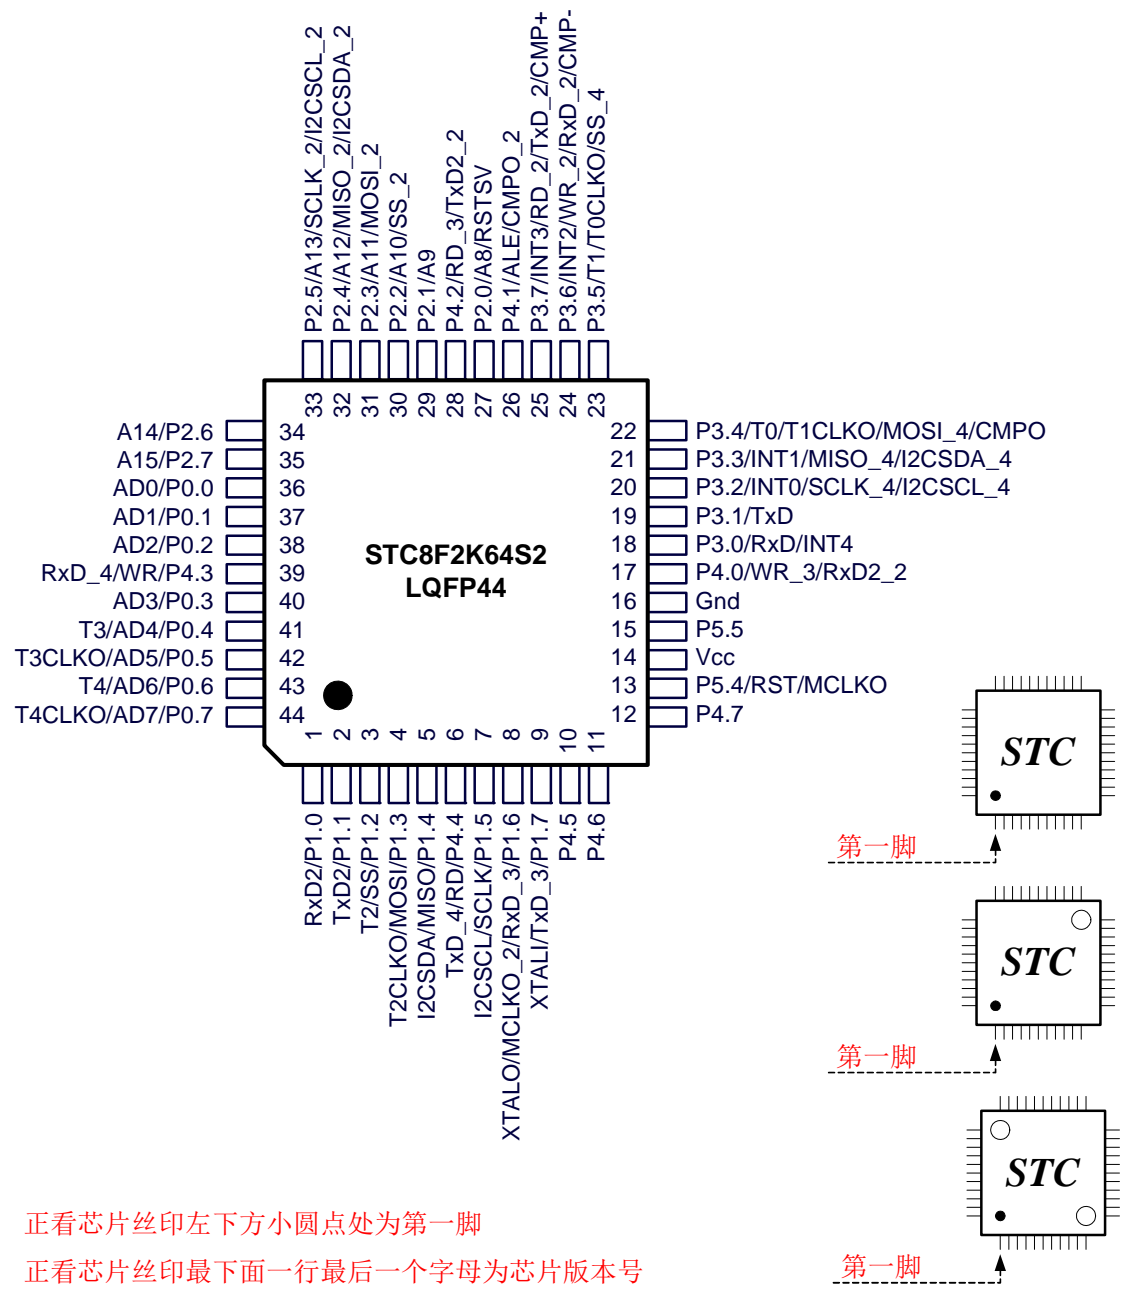 P2.5/A13/SCLK_2/I2CSCL_2
P2.4/A12/MISO_2/I2CSDA_2
P2.3/A11/MOSI_2
P2.2/A10/SS_2
P2.1/A9
P4.2/RD_3/TxD2_2
P2.0/A8/RSTSV
P4.1/ALE/CMPO_2
P3.7/INT3/RD_2/TxD_2/CMP+
P3.6/INT2/WR_2/RxD_2/CMP-
P3.5/T1/T0CLKO/SS_4
33 32 31 30 29 28 27 26 25 24 23
A14/P2.6 34
A15/P2.7 35
AD0/P0.0 36
AD1/P0.1 37
AD2/P0.2 38
RxD_4/WR/P4.3 39
AD3/P0.3 40
T3/AD4/P0.4 41
T3CLKO/AD5/P0.5 42
T4/AD6/P0.6 43
T4CLKO/AD7/P0.7 44
STC8F2K64S2
LQFP44
22 P3.4/T0/T1CLKO/MOSI_4/CMPO
21 P3.3/INT1/MISO_4/I2CSDA_4
20 P3.2/INT0/SCLK_4/I2CSCL_4
19 P3.1/TxD
18 P3.0/RxD/INT4
17 P4.0/WR_3/RxD2_2
16 Gnd
15 P5.5
14 Vcc
13 P5.4/RST/MCLKO
12 P4.7
1 2 3 4 5 6 7 8 9 10 11
RxD2/P1.0
TxD2/P1.1
T2/SS/P1.2
T2CLKO/MOSI/P1.3
I2CSDA/MISO/P1.4
TxD_4/RD/P4.4
I2CSCL/SCLK/P1.5
XTALO/MCLKO_2/RxD_3/P1.6
XTALI/TxD_3/P1.7
P4.5
P4.6
STC
第一脚
STC
第一脚
STC
第一脚
正看芯片丝印左下方小圆点处为第一脚
正看芯片丝印最下面一行最后一个字母为芯片版本号